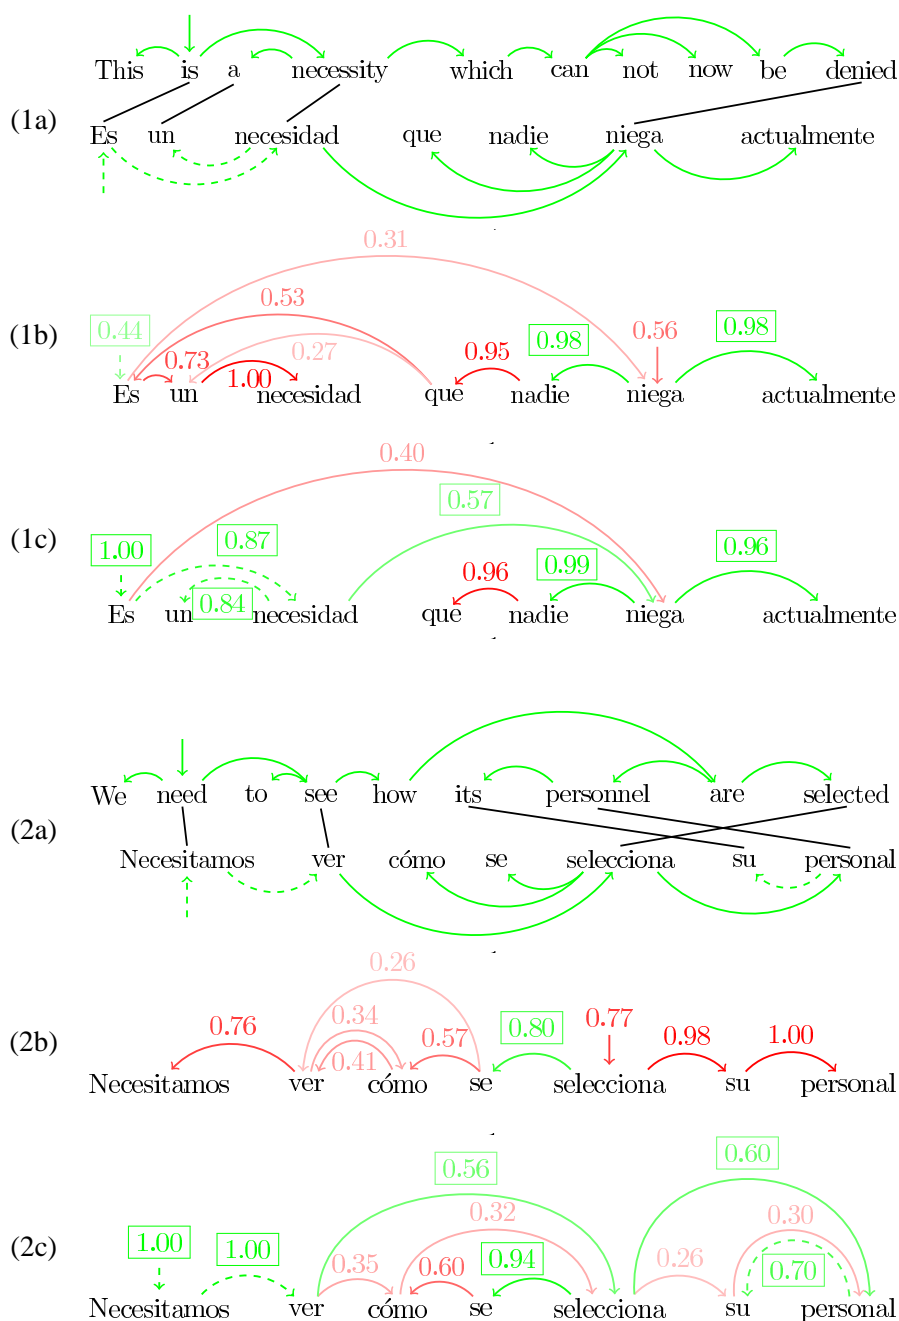 This is a necessity which can not now be denied
(1a)
Es un necesidad que nadie niega actualmente
0.31
0.53
0.44 0.73 0.27 0.95 0.98 0.56 0.98
(1b)
1.00
Es un necesidad que nadie niega actualmente
0.40
0.57
1.00 0.87 0.96 0.99 0.96
(1c)
0.84
Es un necesidad que nadie niega actualmente
We need to see how its personnel are selected
(2a)
Necesitamos ver cómo se selecciona su personal
0.26
0.76 0.34 0.57 0.80 0.77 0.98 1.00
(2b)
0.41
Necesitamos ver cómo se selecciona su personal
0.56 0.60
0.32 0.30
1.00 1.00 0.35 0.60 0.94 0.26 0.70
(2c)
Necesitamos ver cómo se selecciona su personal